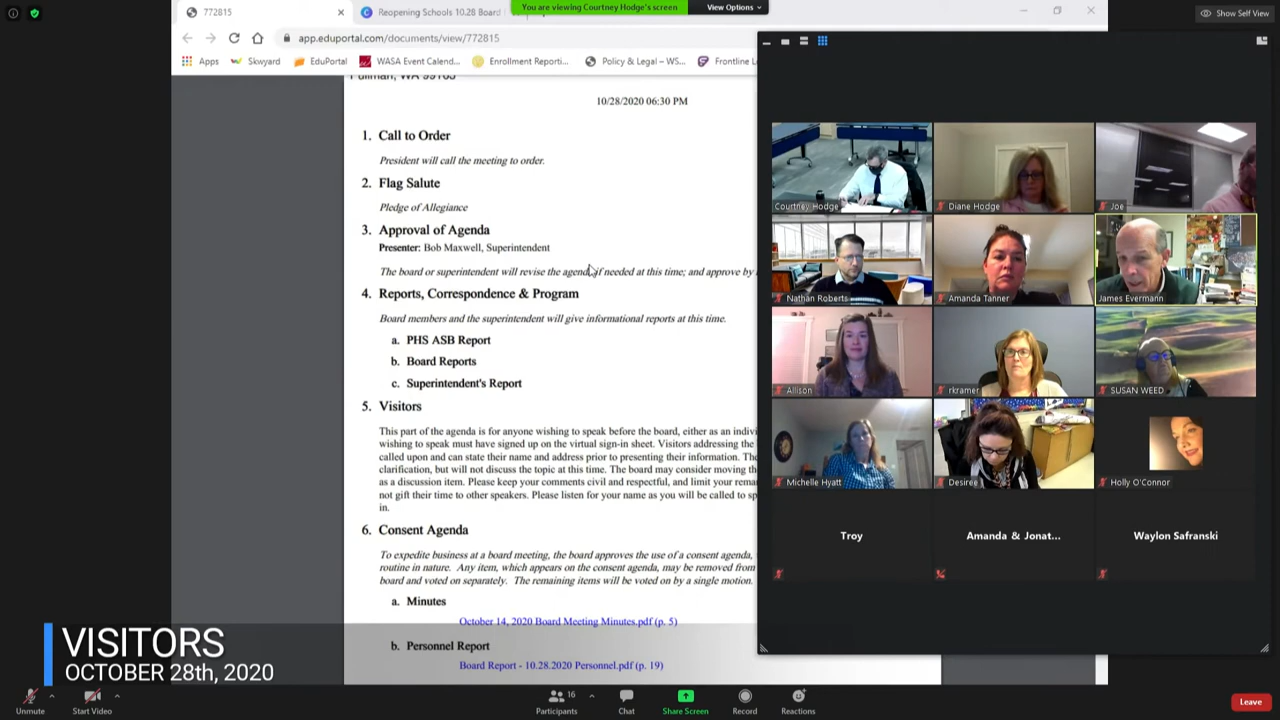 772815
Reopening Schools 10.28 Board
You are viewing Courtney Hodge's screen
View Options
Show Self View
app.eduportal.com/documents/view/772815
Apps
Skyward
EduPortal
WASA Event Calend...
Enrollment Reporti...
Policy & Legal – WS...
Frontline L
Pullman, WA 99163
10/28/2020 06:30 PM
1. Call to Order
President will call the meeting to order.
2. Flag Salute
Pledge of Allegiance
3. Approval of Agenda
Presenter: Bob Maxwell, Superintendent
The board or superintendent will revise the agenda, if needed at this time; and approve by
4. Reports, Correspondence & Program
Board members and the superintendent will give informational reports at this time.
a. PHS ASB Report
b. Board Reports
c. Superintendent's Report
5. Visitors
This part of the agenda is for anyone wishing to speak before the board, either as an indivi
wishing to speak must have signed up on the virtual sign-in sheet. Visitors addressing the
called upon and can state their name and address prior to presenting their information. The
clarification, but will not discuss the topic at this time. The board may consider moving th
as a discussion item. Please keep your comments civil and respectful, and limit your rema
not gift their time to other speakers. Please listen for your name as you will be called to sp
in.
6. Consent Agenda
To expedite business at a board meeting, the board approves the use of a consent agenda,
routine in nature. Any item, which appears on the consent agenda, may be removed from
board and voted on separately. The remaining items will be voted on by a single motion.
a. Minutes
October 14, 2020 Board Meeting Minutes.pdf (p. 5)
b. Personnel Report
Board Report - 10.28.2020 Personnel.pdf (p. 19)
Courtney Hodge
Diane Hodge
Joe
Nathan Roberts
Amanda Tanner
James Evermann
Allison
rkramer
SUSAN WEED
Michelle Hyatt
Desiree
Holly O'Connor
Troy
Amanda & Jonat...
Waylon Safranski
VISITORS
OCTOBER 28th, 2020
Unmute
Start Video
16
Participants
Chat
Share Screen
Record
Reactions
Leave